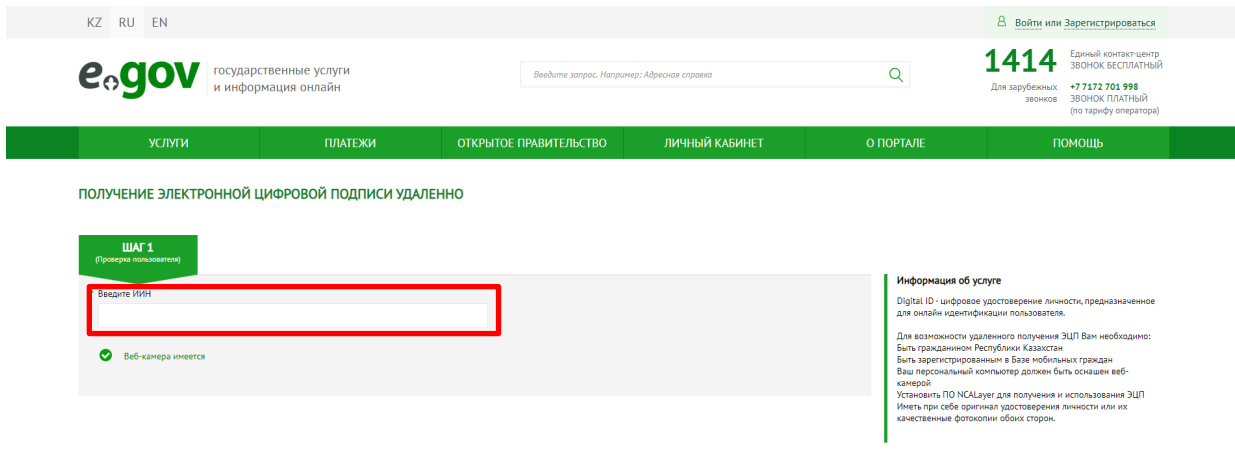 KZ RU EN
Войти или Зарегистрироваться
e.gov
государственные услуги
и информация онлайн
Введите запрос. Например: Адресная справка
1414
Единый контакт-центр
ЗВОНОК БЕСПЛАТНЫЙ
Для зарубежных
звонков
+7 7172 701 998
ЗВОНОК ПЛАТНЫЙ
(по тарифу оператора)
УСЛУГИ ПЛАТЕЖИ ОТКРЫТОЕ ПРАВИТЕЛЬСТВО ЛИЧНЫЙ КАБИНЕТ О ПОРТАЛЕ ПОМОЩЬ
ПОЛУЧЕНИЕ ЭЛЕКТРОННОЙ ЦИФРОВОЙ ПОДПИСИ УДАЛЕННО
ШАГ 1
(Проверка пользователя)
* Введите ИИН
Веб-камера имеется
Информация об услуге
Digital ID - цифровое удостоверение личности, предназначенное
для онлайн идентификации пользователя.
Для возможности удаленного получения ЭЦП Вам необходимо:
Быть гражданином Республики Казахстан
Быть зарегистрированным в Базе мобильных граждан
Ваш персональный компьютер должен быть оснашен веб-
камерой
Установить ПО NCALayer для получения и использования ЭЦП
Иметь при себе оригинал удостоверения личности или их
качественные фотокопии обоих сторон.